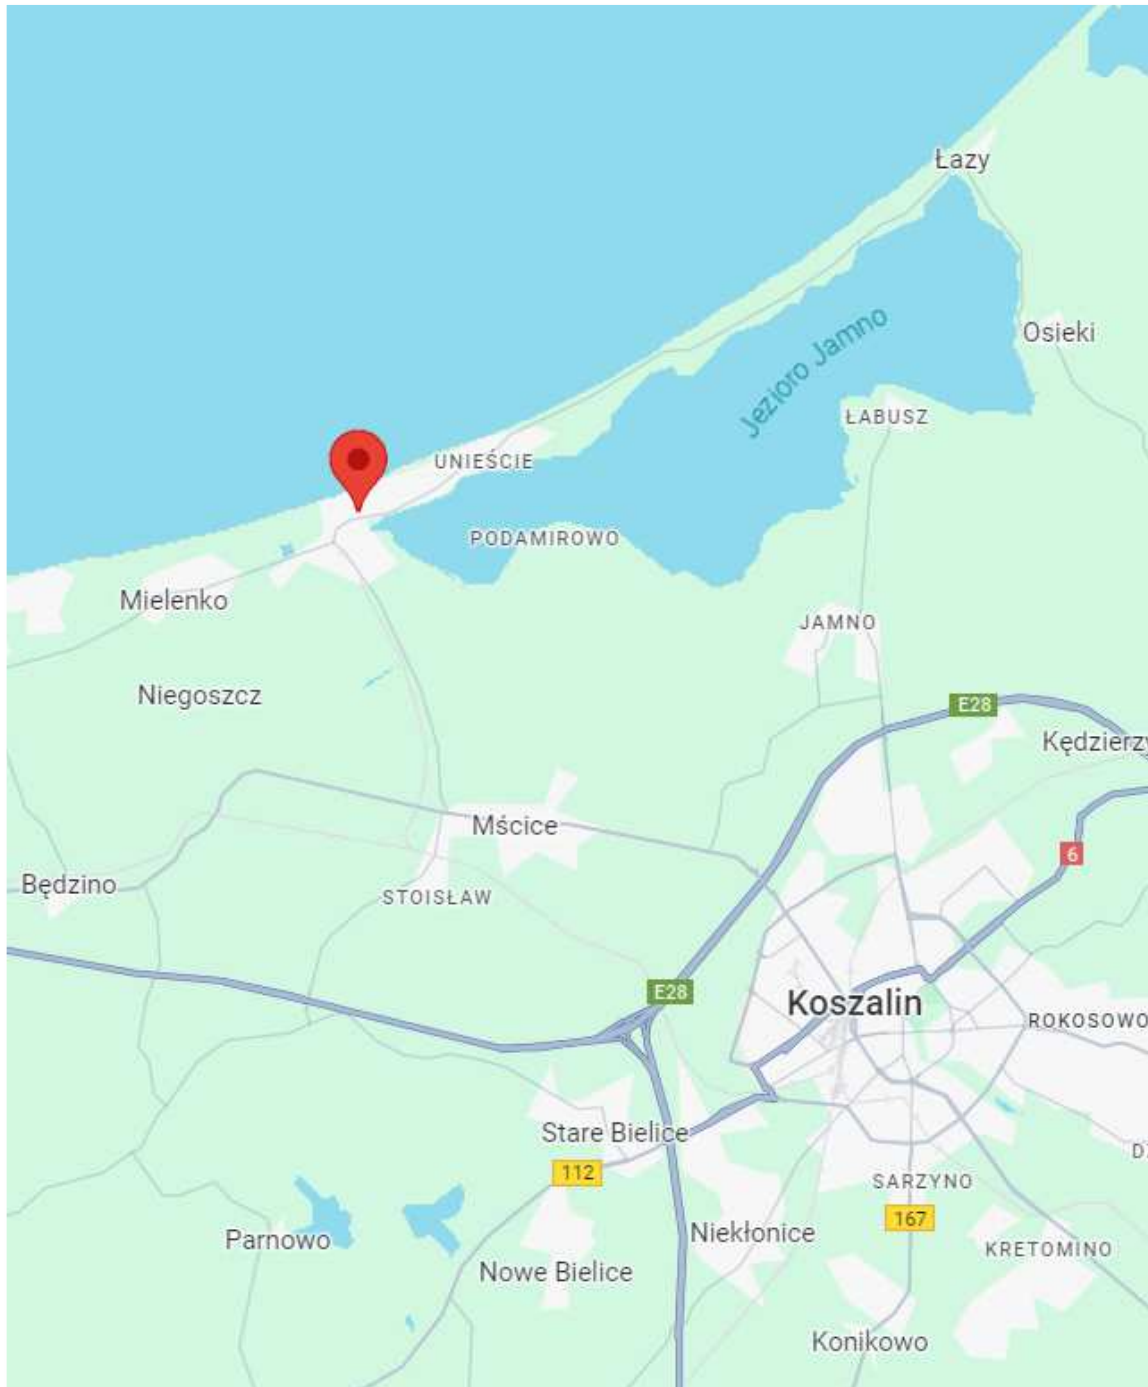 Łazy
Osieki
Jezioro Jamno
ŁABUSZ
UNIEŚCIE
PODAMIROWO
Mielenko
JAMNO
Niegoszcz
E28
Kędzierzy
Mścice
6
Będzino
STOISŁAW
E28
Koszalin
ROKOSOWO
Stare Bielice
D
112
SARZYNO
167
Niekłonice
Parnowo
KRETOMINO
Nowe Bielice
Konikowo